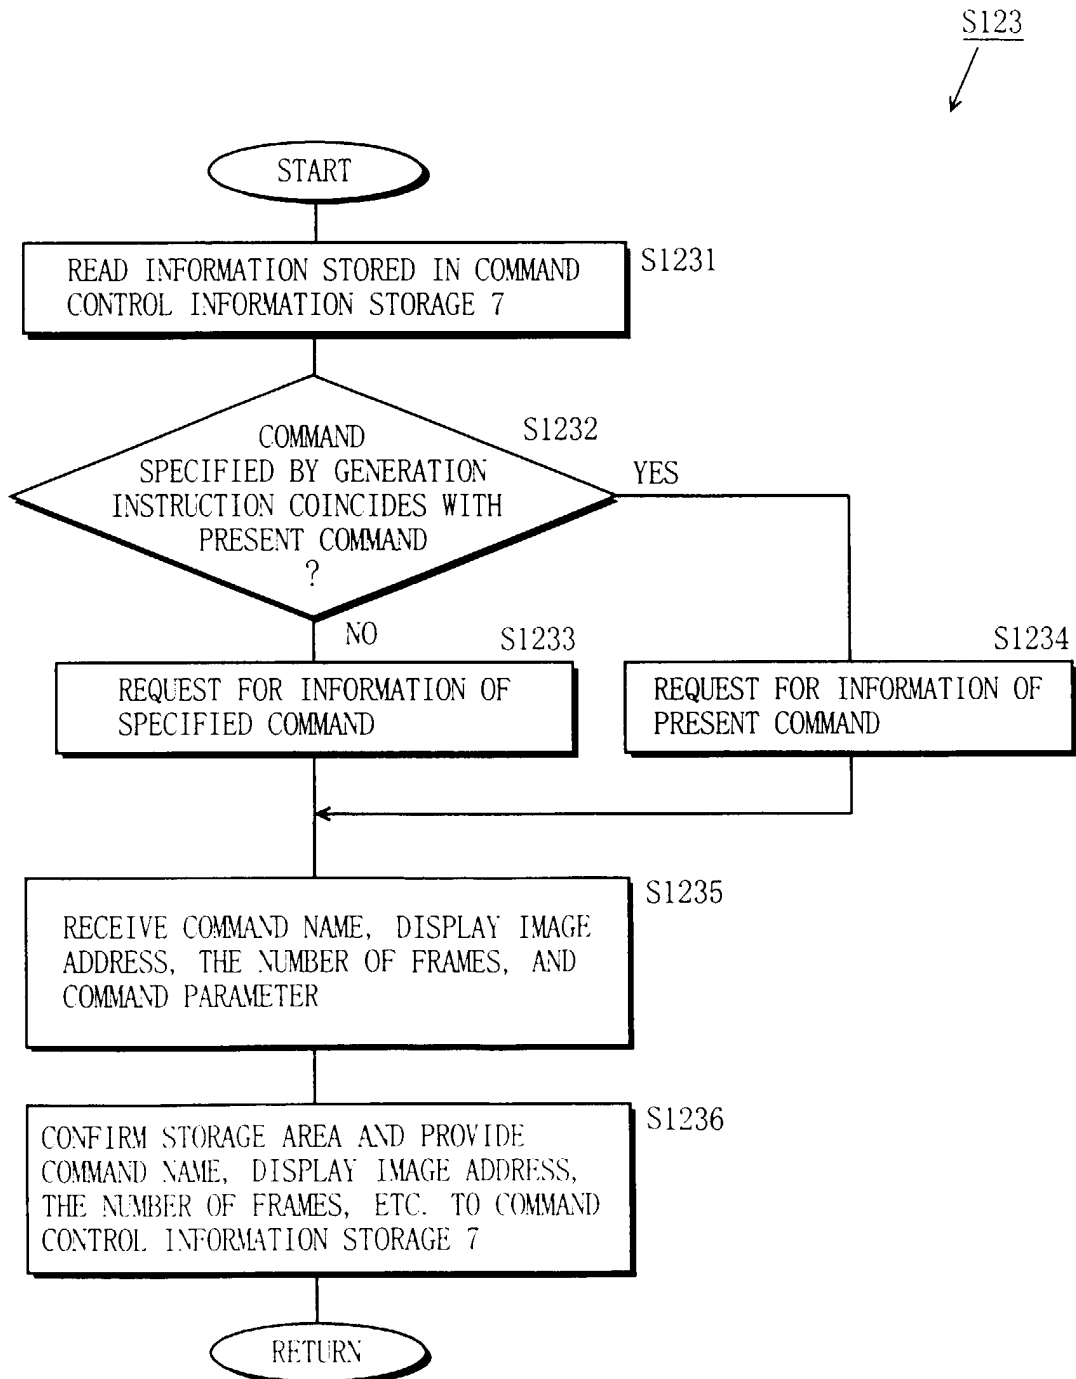 S123
START
READ INFORMATION STORED IN COMMAND
CONTROL INFORMATION STORAGE 7
S1231
COMMAND
SPECIFIED BY GENERATION
INSTRUCTION COINCIDES WITH
PRESENT COMMAND
?
S1232
YES
NO
S1233
REQUEST FOR INFORMATION OF
SPECIFIED COMMAND
S1234
REQUEST FOR INFORMATION OF
PRESENT COMMAND
S1235
RECEIVE COMMAND NAME, DISPLAY IMAGE
ADDRESS, THE NUMBER OF FRAMES, AND
COMMAND PARAMETER
S1236
CONFIRM STORAGE AREA AND PROVIDE
COMMAND NAME, DISPLAY IMAGE ADDRESS,
THE NUMBER OF FRAMES, ETC. TO COMMAND
CONTROL INFORMATION STORAGE 7
RETURN